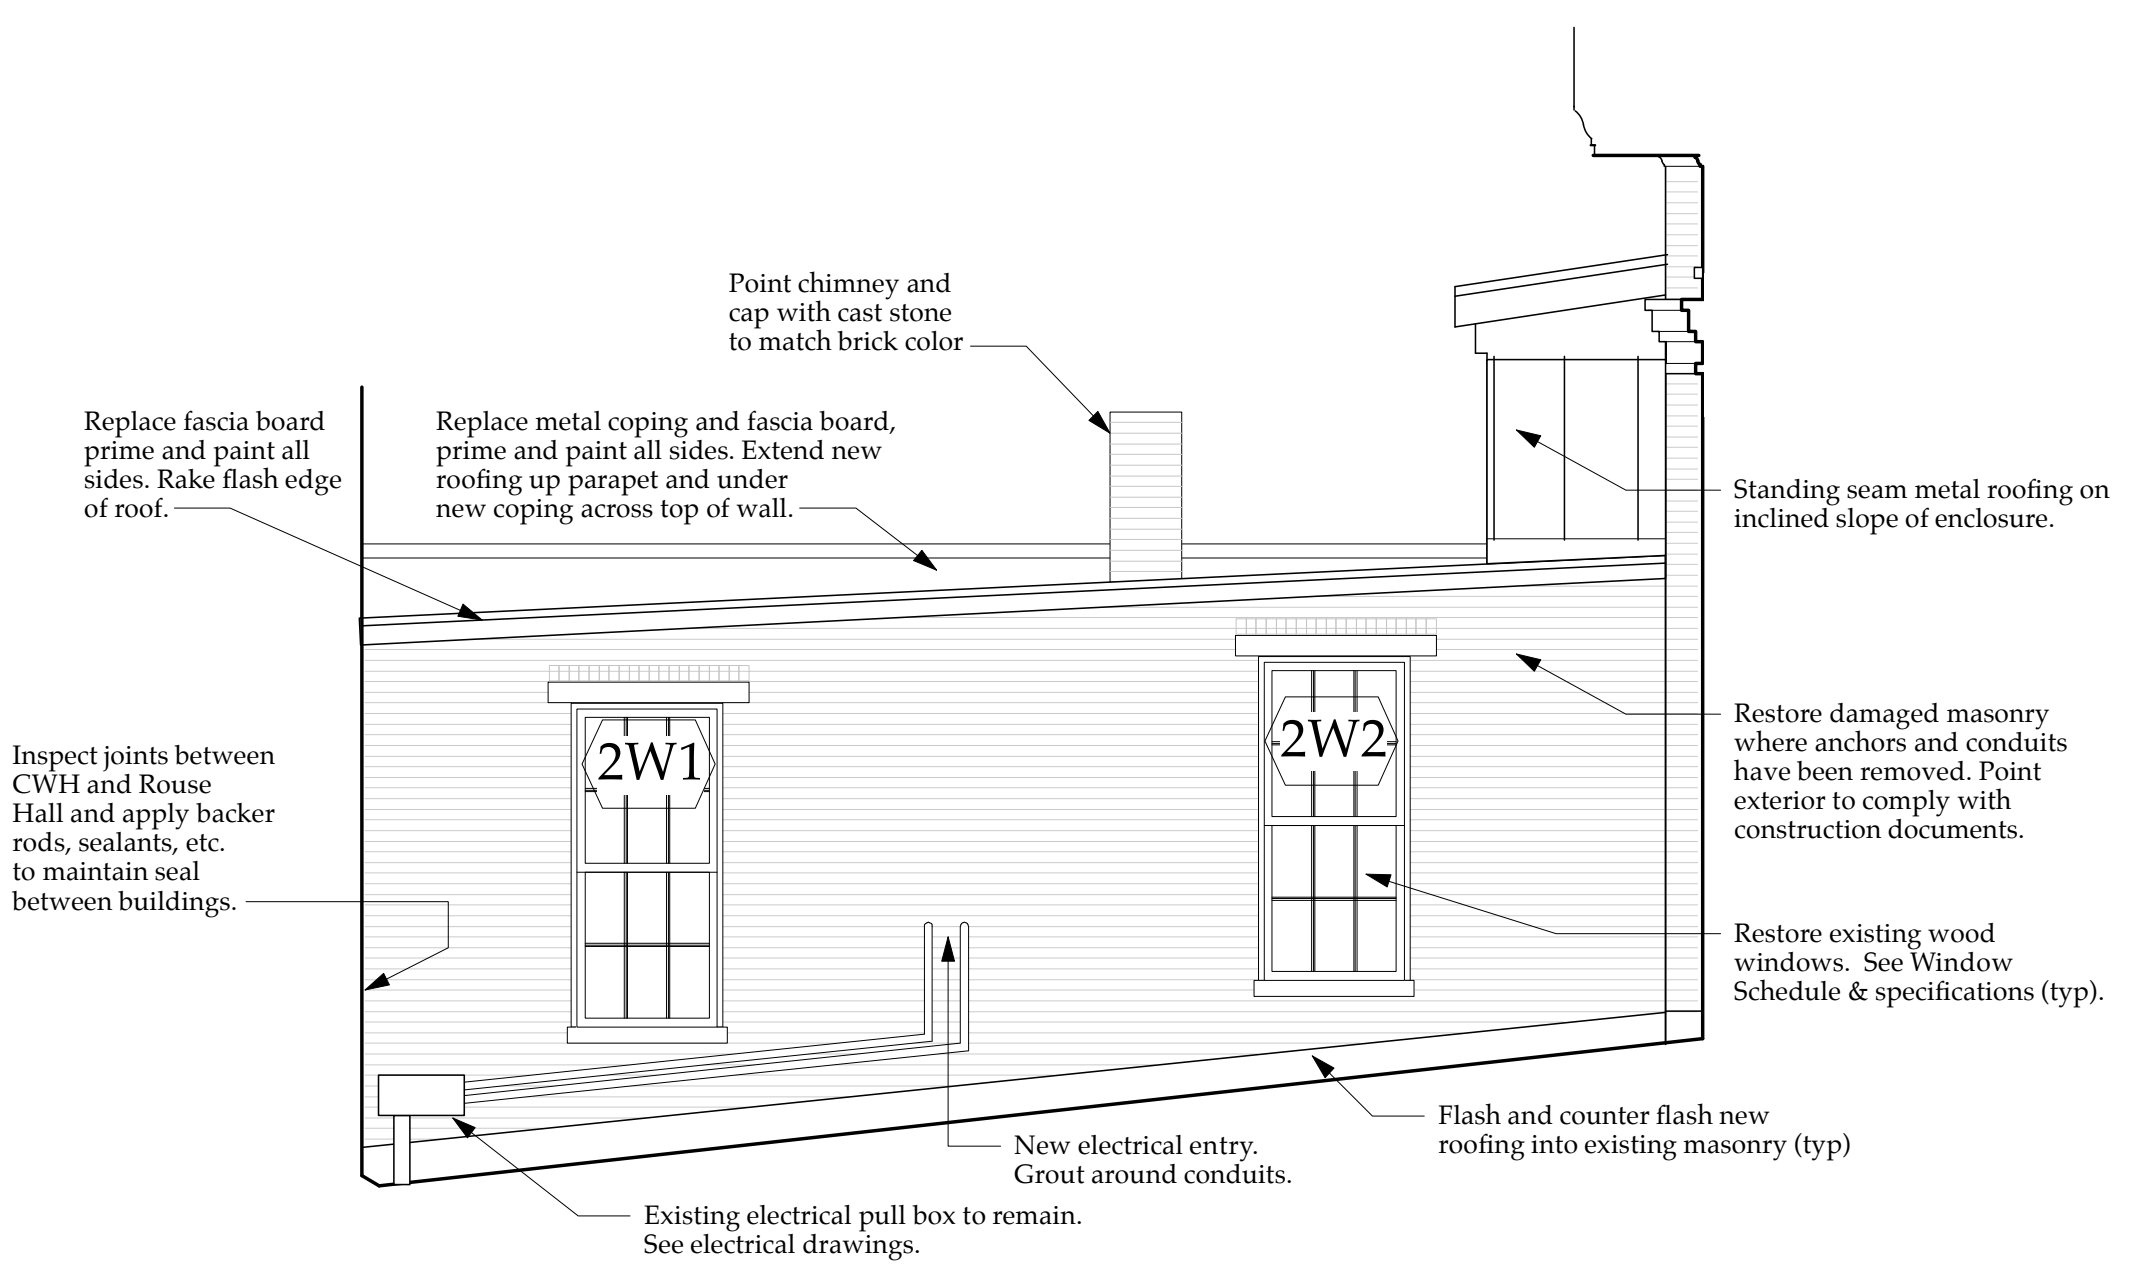 Point chimney and
cap with cast stone
to match brick color
Replace fascia board
prime and paint all
sides. Rake flash edge
of roof.
Replace metal coping and fascia board,
prime and paint all sides. Extend new
roofing up parapet and under
new coping across top of wall.
Standing seam metal roofing on
inclined slope of enclosure.
2W1
2W2
Restore damaged masonry
where anchors and conduits
have been removed. Point
exterior to comply with
construction documents.
Inspect joints between
CWH and Rouse
Hall and apply backer
rods, sealants, etc.
to maintain seal
between buildings.
Restore existing wood
windows.  See Window
Schedule & specifications (typ).
Flash and counter flash new
roofing into existing masonry (typ)
New electrical entry.
Grout around conduits.
Existing electrical pull box to remain.
See electrical drawings.